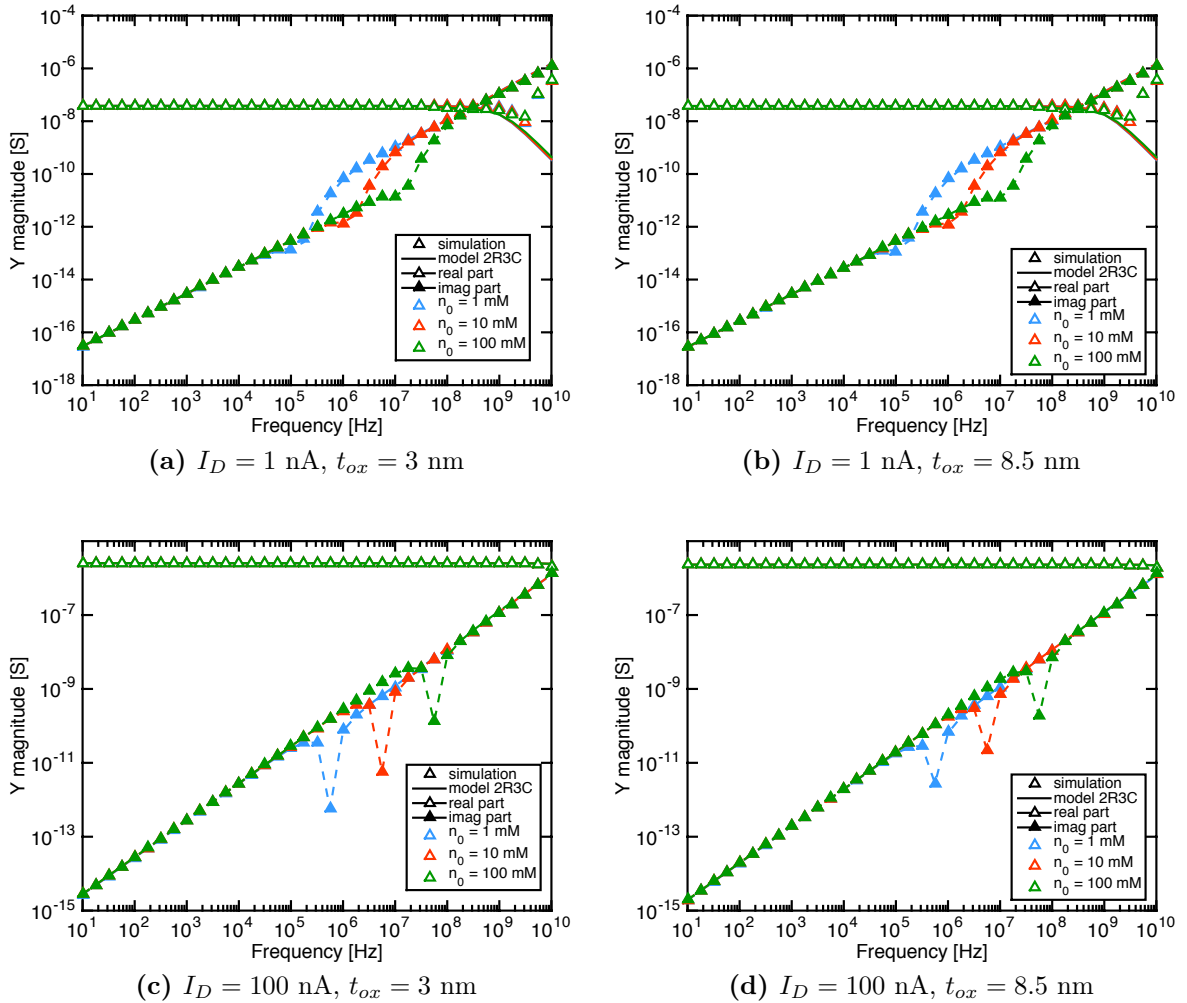 10^-4
10^-6
10^-8
10^-10
10^-12
10^-14
10^-16
10^-18
Y magnitude [S]
simulation
model 2R3C
real part
imag part
n_0 = 1 mM
n_0 = 10 mM
n_0 = 100 mM
10^1 10^2 10^3 10^4 10^5 10^6 10^7 10^8 10^9 10^10
Frequency [Hz]
(a) I_D = 1 nA, t_ox = 3 nm
10^-4
10^-6
10^-8
10^-10
10^-12
10^-14
10^-16
10^-18
Y magnitude [S]
simulation
model 2R3C
real part
imag part
n_0 = 1 mM
n_0 = 10 mM
n_0 = 100 mM
10^1 10^2 10^3 10^4 10^5 10^6 10^7 10^8 10^9 10^10
Frequency [Hz]
(b) I_D = 1 nA, t_ox = 8.5 nm
10^-7
10^-9
10^-11
10^-13
10^-15
Y magnitude [S]
simulation
model 2R3C
real part
imag part
n_0 = 1 mM
n_0 = 10 mM
n_0 = 100 mM
10^1 10^2 10^3 10^4 10^5 10^6 10^7 10^8 10^9 10^10
Frequency [Hz]
(c) I_D = 100 nA, t_ox = 3 nm
10^-7
10^-9
10^-11
10^-13
10^-15
Y magnitude [S]
simulation
model 2R3C
real part
imag part
n_0 = 1 mM
n_0 = 10 mM
n_0 = 100 mM
10^1 10^2 10^3 10^4 10^5 10^6 10^7 10^8 10^9 10^10
Frequency [Hz]
(d) I_D = 100 nA, t_ox = 8.5 nm